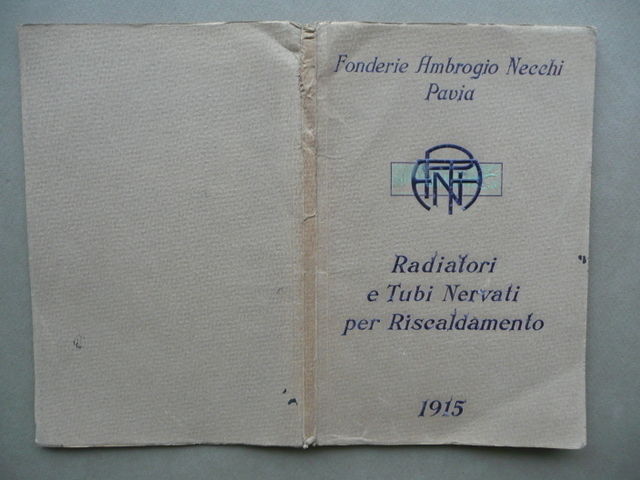 Fonderie Ambrogio Necchi
Pavia
Radiatori
e Tubi Nervati
per Riscaldamento
1915